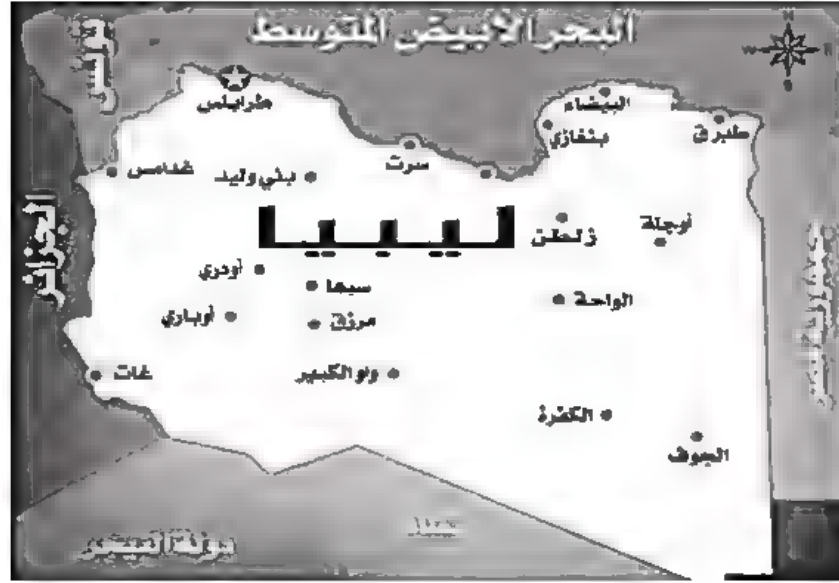 البحر الأبيض المتوسط
تونس
طرابلس
البيضاء
بنغازي
طبرق
سرت
غدامس
بني وليد
الجزائر
ليبيا
زلطن
أوجلة
أودري
سبها
الواحة
أوباري
مرزق
غات
واو الكبير
الكفرة
الجوف